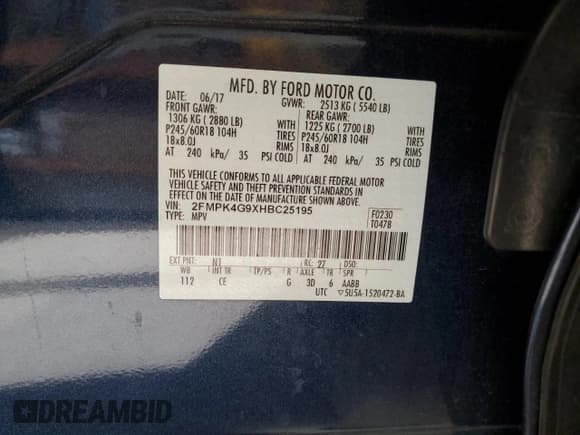 MFD. BY FORD MOTOR CO.
DATE: 06/17 GVWR: 2513 KG ( 5540 LB)
FRONT GAWR: REAR GAWR:
1306 KG ( 2880 LB) 1225 KG ( 2700 LB)
P245/60R18 104H TIRES P245/60R18 104H TIRES
18x8.0J RIMS 18x8.0J RIMS
AT 240 kPa/ 35 PSI COLD AT 240 kPa/ 35 PSI COLD
THIS VEHICLE CONFORMS TO ALL APPLICABLE FEDERAL MOTOR
VEHICLE SAFETY AND THEFT PREVENTION STANDARDS IN
EFFECT ON THE DATE OF MANUFACTURE SHOWN ABOVE.
VIN: 2FMPK4G9XHBC25195 F0230
TYPE: MPV T0478
EXT PNT: N1 RC: 27 DSO:
WB INT TR TP/PS R AXLE TR SPR
112 CE G 3D 6 AABB
UTC ▽5U5A-1520472-BA
DREAMBID